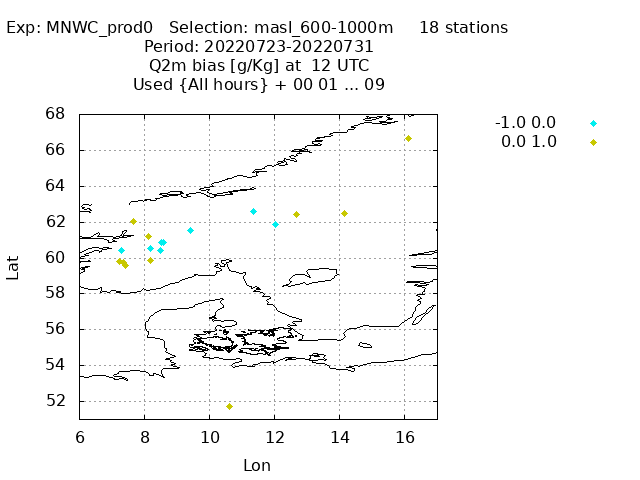 Exp: MNWC_prod0 Selection: masl_600-1000m 18 stations
Period: 20220723-20220731
Q2m bias [g/Kg] at 12 UTC
Used {All hours} + 00 01 ... 09
-1.0 0.0
0.0 1.0
68
66
64
62
60
58
56
54
52
Lat
6 8 10 12 14 16
Lon